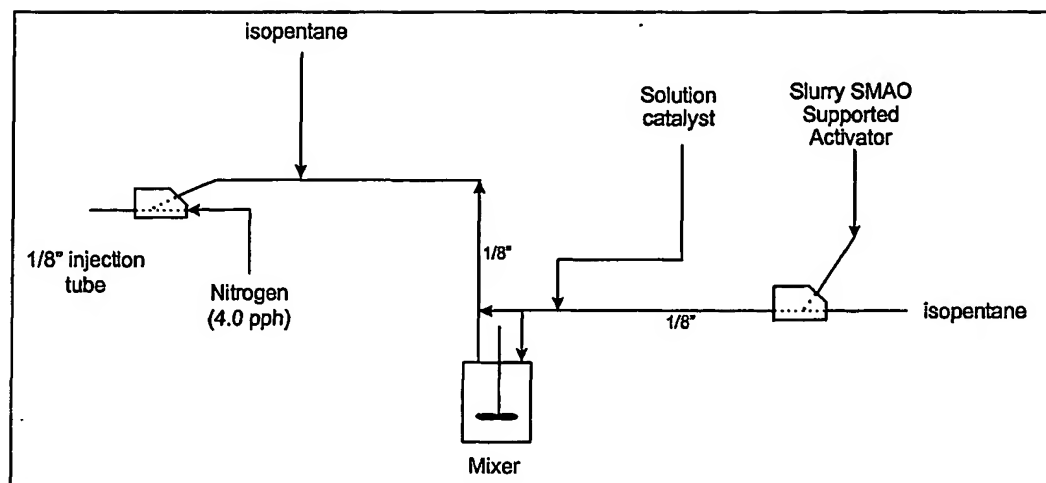 isopentane
Solution
catalyst
Slurry SMAO
Supported
Activator
1/8" injection
tube
Nitrogen
(4.0 pph)
1/8"
1/8"
isopentane
Mixer